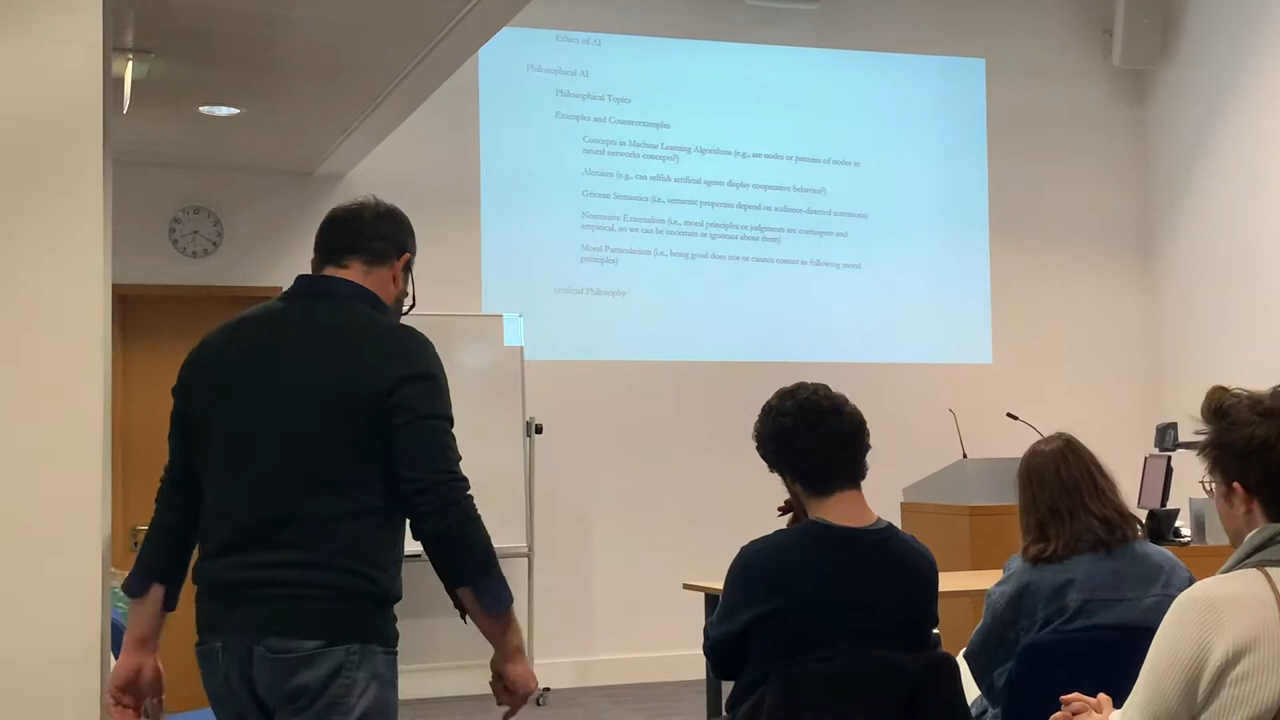 Ethics of AI
Philosophical AI
Philosophical Topics
Examples and Counterexamples
Concepts in Machine Learning Algorithms (e.g., are nodes or patterns of nodes in
neural networks concepts?)
Altruism (e.g., can selfish artificial agents display cooperative behavior?)
Gricean Semantics (i.e., semantic properties depend on audience-directed intentions)
Normative Externalism (i.e., moral principles or judgments are contingent and
empirical, so we can be uncertain or ignorant about them)
Moral Particularism (i.e., being good does not or cannot consist in following moral
principles)
Artificial Philosophy